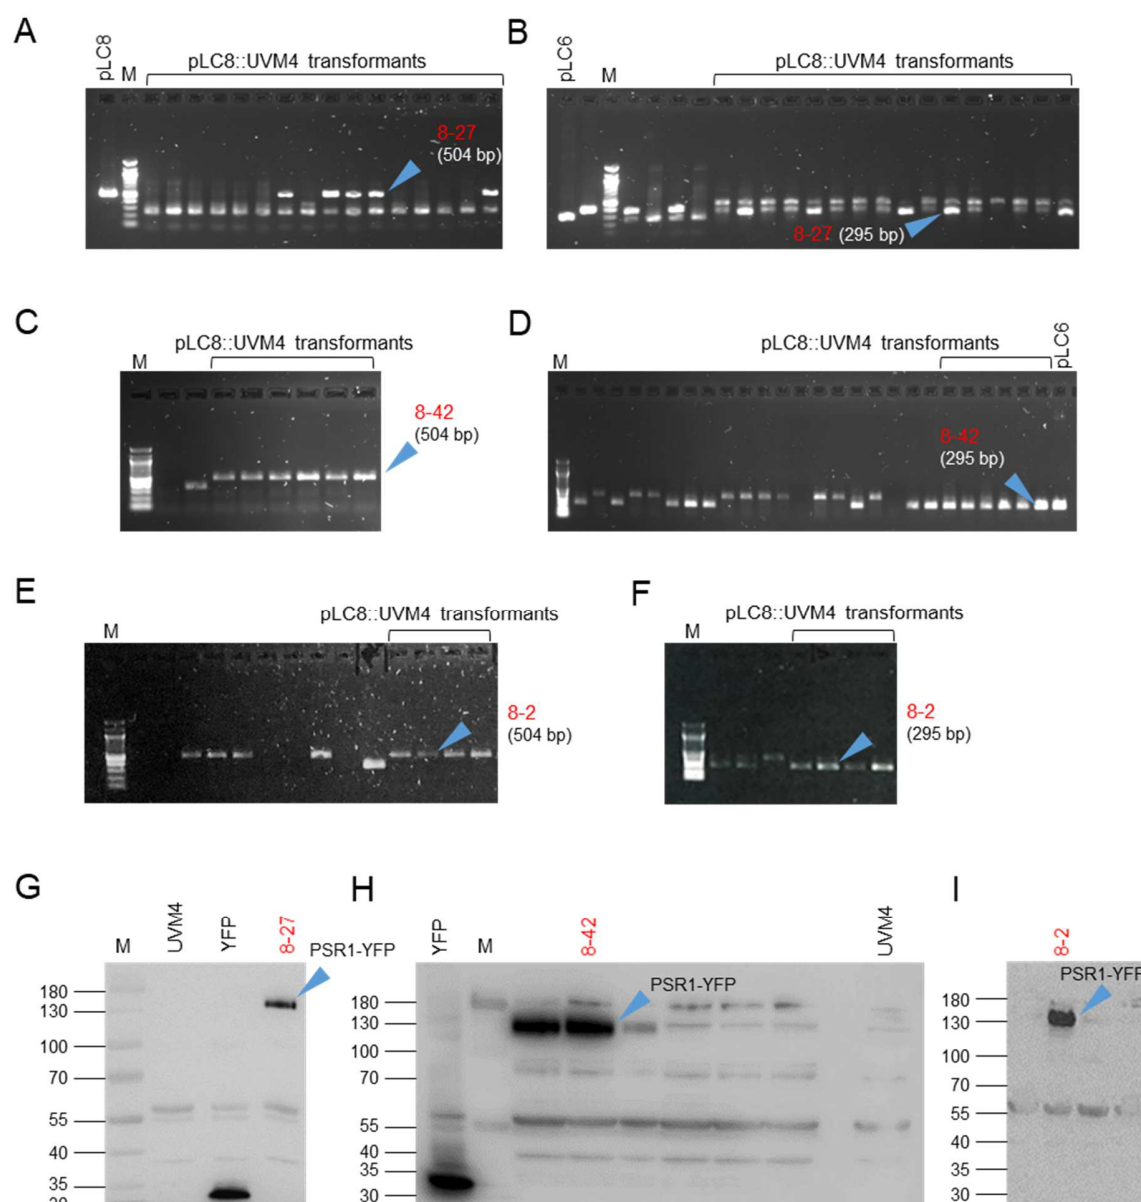 A
pLC8
M
pLC8::UVM4 transformants
8-27
(504 bp)
B
pLC6
M
pLC8::UVM4 transformants
8-27 (295 bp)
C
M
pLC8::UVM4 transformants
8-42
(504 bp)
D
M
pLC8::UVM4 transformants
pLC6
8-42
(295 bp)
E
M
pLC8::UVM4 transformants
8-2
(504 bp)
F
M
pLC8::UVM4 transformants
8-2
(295 bp)
G
M
UVM4
YFP
8-27
PSR1-YFP
180
130
100
70
55
40
35
H
YFP
M
8-42
UVM4
PSR1-YFP
180
130
100
70
55
40
35
30
I
8-2
PSR1-YFP
180
130
100
70
55
40
35
30